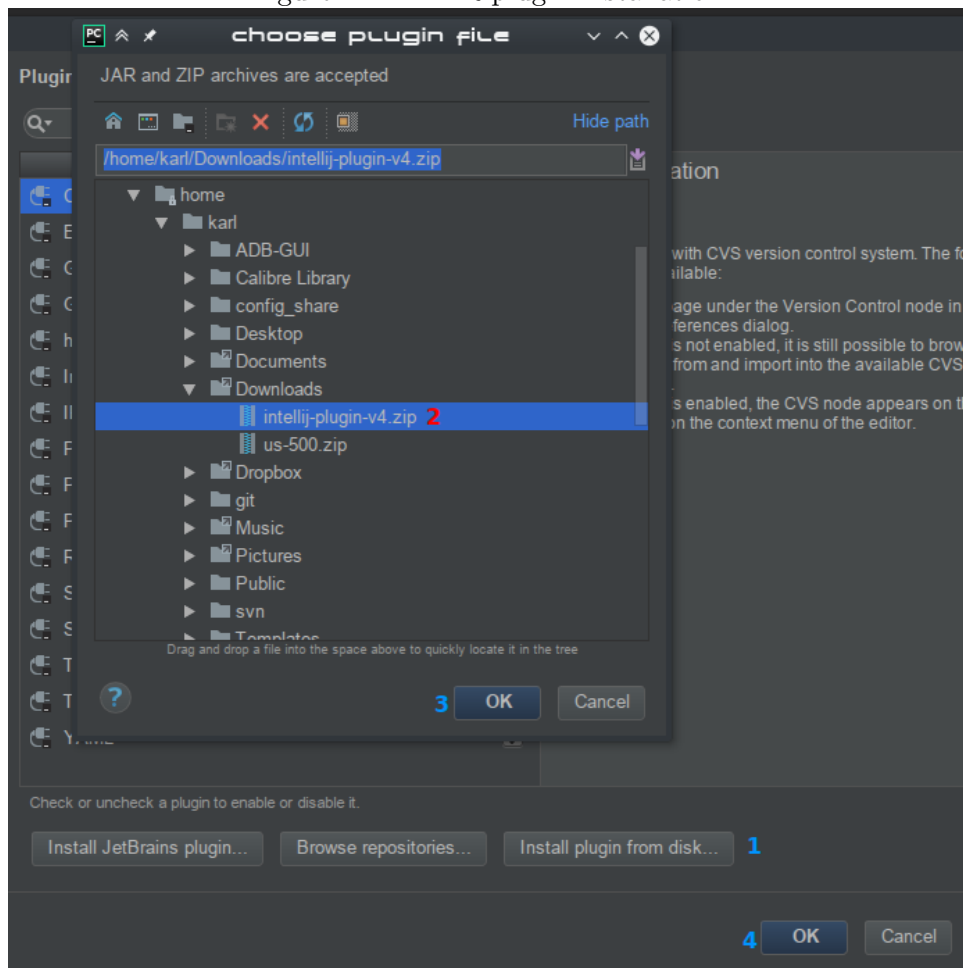 PC choose plugin file
Plugin
JAR and ZIP archives are accepted
Hide path
/home/karl/Downloads/intellij-plugin-v4.zip
ation
home
karl
ADB-GUI
with CVS version control system. The
Calibre Library
ailable:
config_share
age under the Version Control node in
Desktop
ferences dialog.
s not enabled, it is still possible to
Documents
from and import into the available CVS
Downloads
s enabled, the CVS node appears on
intellij-plugin-v4.zip 2
on the context menu of the editor.
us-500.zip
Dropbox
git
Music
Pictures
Public
svn
Templates
Drag and drop a file into the space above to quickly locate it in the tree
? 3 OK Cancel
Check or uncheck a plugin to enable or disable it.
Install JetBrains plugin... Browse repositories... Install plugin from disk... 1
4 OK Cancel